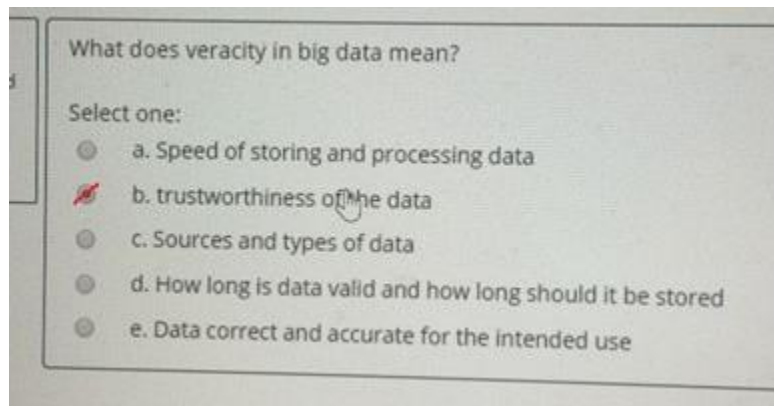 What does veracity in big data mean?
Select one:
a. Speed of storing and processing data
b. trustworthiness of the data
c. Sources and types of data
d. How long is data valid and how long should it be stored
e. Data correct and accurate for the intended use